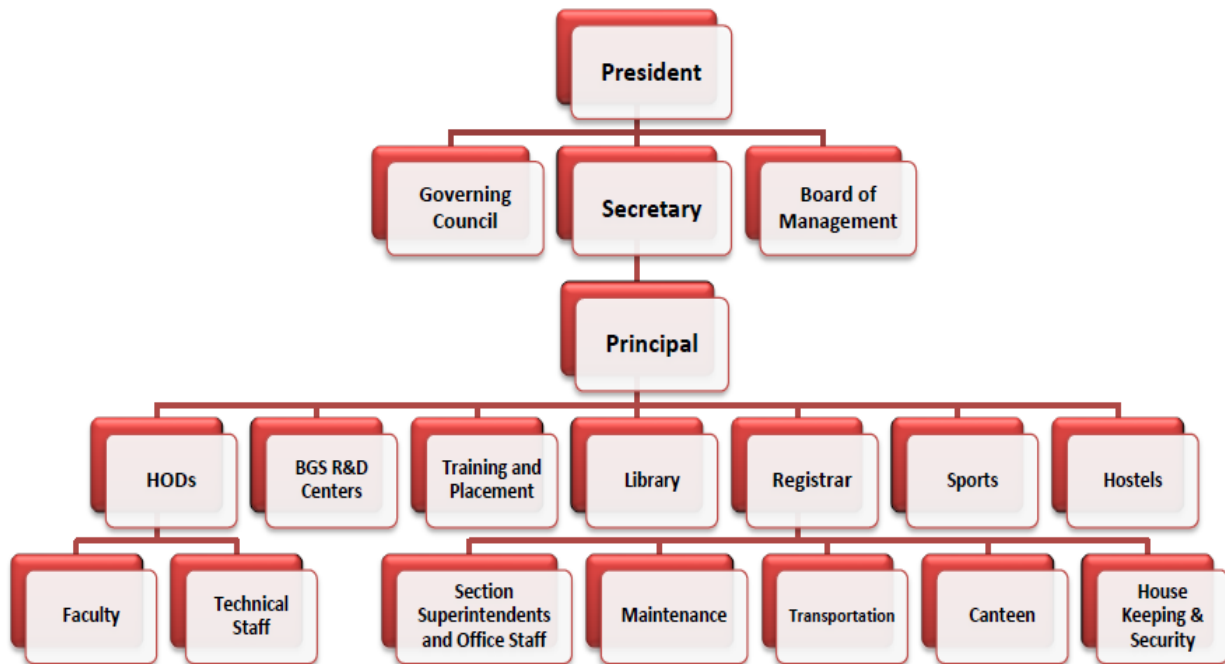 President
Governing
Council
Secretary
Board of
Management
Principal
HODs
BGS R&D
Centers
Training and
Placement
Library
Registrar
Sports
Hostels
Faculty
Technical
Staff
Section
Superintendents
and Office Staff
Maintenance
Transportation
Canteen
House
Keeping &
Security